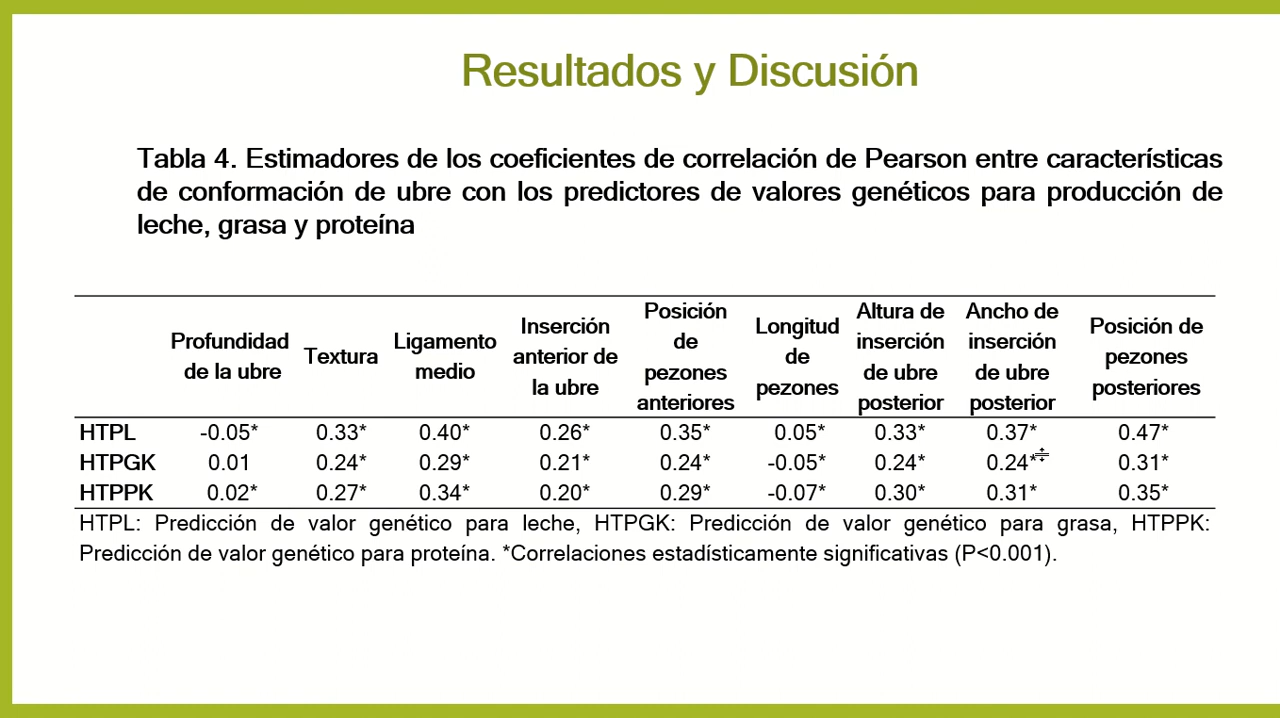 Resultados y Discusión
Tabla 4. Estimadores de los coeficientes de correlación de Pearson entre características
de conformación de ubre con los predictores de valores genéticos para producción de
leche, grasa y proteína
Profundidad de la ubre Textura Ligamento medio Inserción anterior de la ubre Posición de pezones anteriores Longitud de pezones Altura de inserción de ubre posterior Ancho de inserción de ubre posterior Posición de pezones posteriores
HTPL -0.05* 0.33* 0.40* 0.26* 0.35* 0.05* 0.33* 0.37* 0.47*
HTPGK 0.01 0.24* 0.29* 0.21* 0.24* -0.05* 0.24* 0.24* 0.31*
HTPPK 0.02* 0.27* 0.34* 0.20* 0.29* -0.07* 0.30* 0.31* 0.35*
HTPL: Predicción de valor genético para leche, HTPGK: Predicción de valor genético para grasa, HTPPK:
Predicción de valor genético para proteína. *Correlaciones estadísticamente significativas (P<0.001).